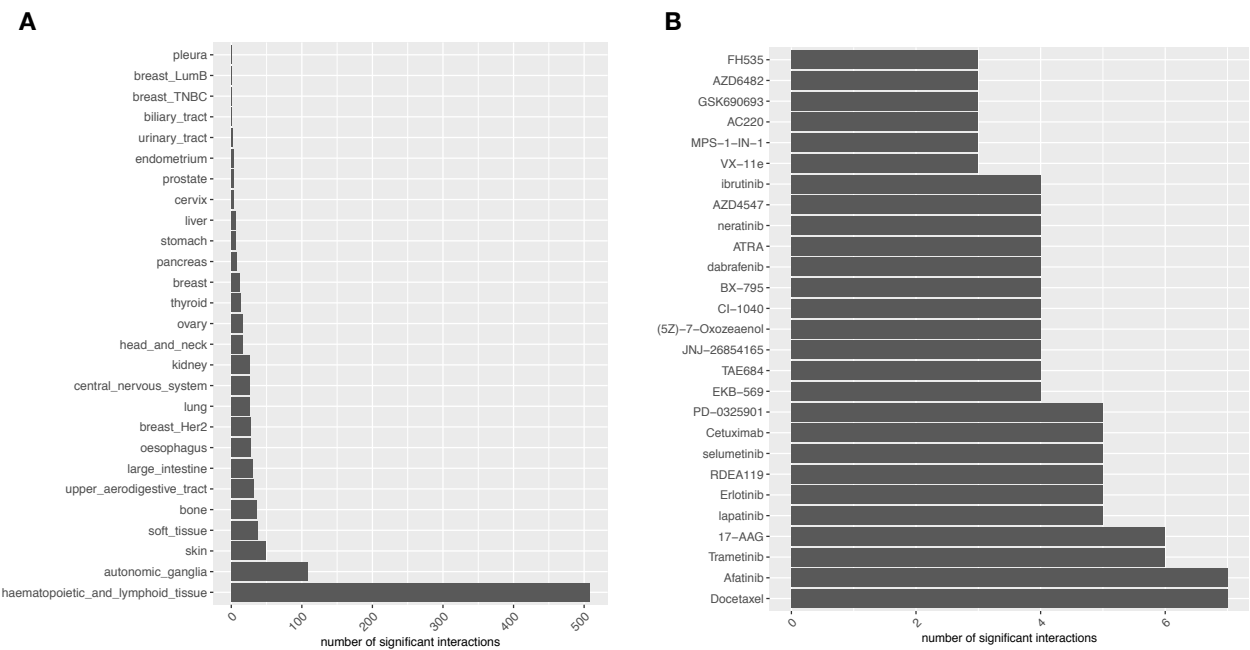 A
pleura
breast_LumB
breast_TNBC
biliary_tract
urinary_tract
endometrium
prostate
cervix
liver
stomach
pancreas
breast
thyroid
ovary
head_and_neck
kidney
central_nervous_system
lung
breast_Her2
oesophagus
large_intestine
upper_aerodigestive_tract
bone
soft_tissue
skin
autonomic_ganglia
haematopoietic_and_lymphoid_tissue
0 100 200 300 400 500
number of significant interactions
B
FH535
AZD6482
GSK690693
AC220
MPS−1−IN−1
VX−11e
ibrutinib
AZD4547
neratinib
ATRA
dabrafenib
BX−795
CI−1040
(5Z)−7−Oxozeaenol
JNJ−26854165
TAE684
EKB−569
PD−0325901
Cetuximab
selumetinib
RDEA119
Erlotinib
lapatinib
17−AAG
Trametinib
Afatinib
Docetaxel
0 2 4 6
number of significant interactions